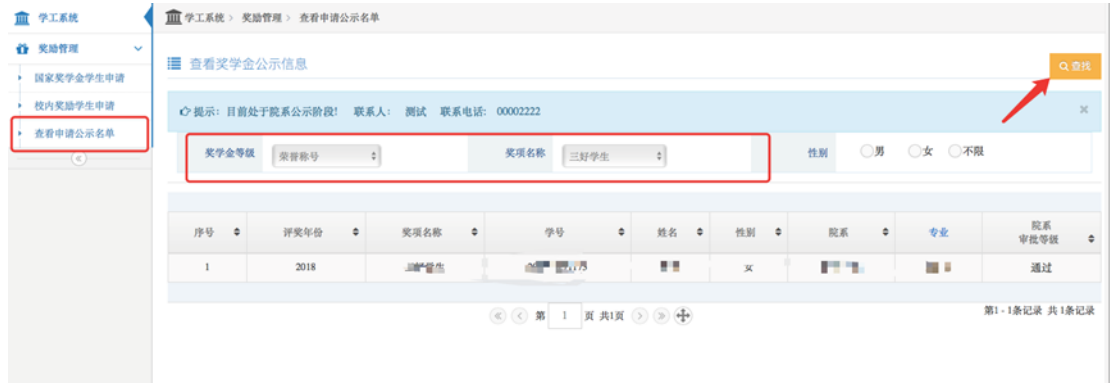 学工系统
奖励管理
国家奖学金学生申请
校内奖励学生申请
查看申请公示名单
学工系统 > 奖励管理 > 查看申请公示名单
查看奖学金公示信息
查找
提示：目前处于院系公示阶段！ 联系人： 测试 联系电话： 00002222
奖学金等级 荣誉称号 奖项名称 三好学生 性别 男 女 不限
序号 评奖年份 奖项名称 学号 姓名 性别 院系 专业 院系
审批等级
1 2018 女 通过
第 1 页 共1页
第1 - 1条记录 共 1条记录